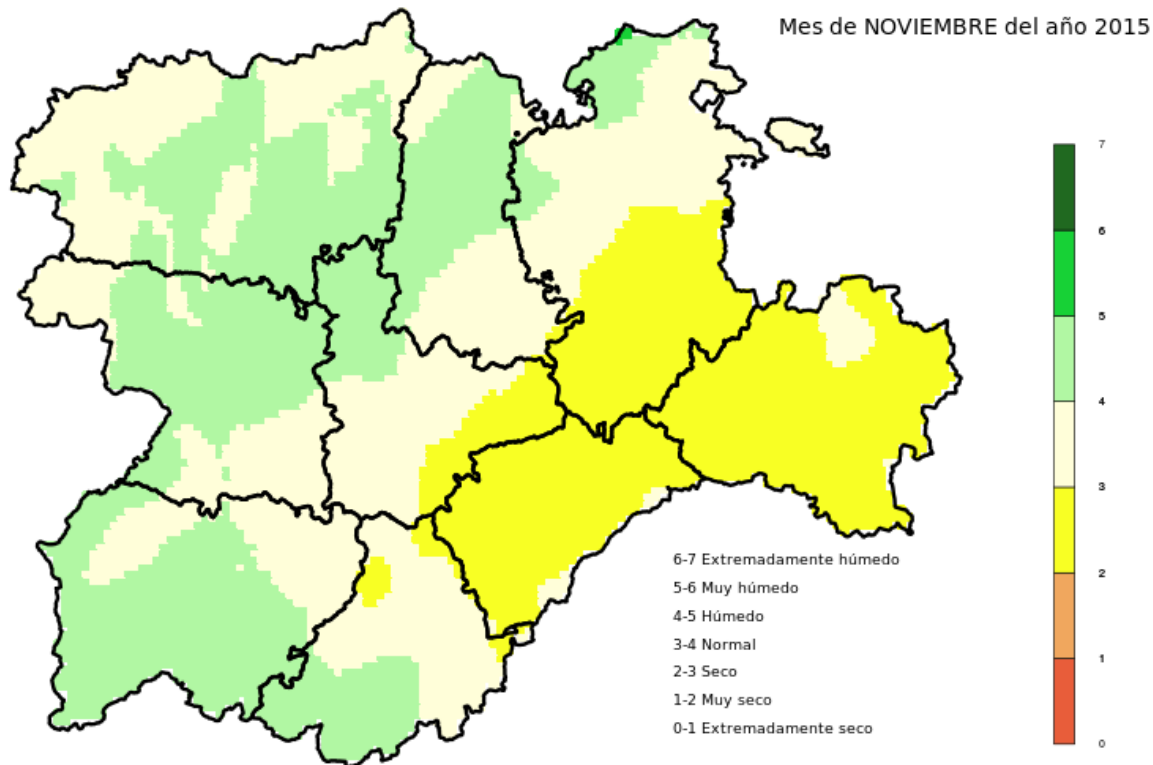 Mes de NOVIEMBRE del año 2015
7
6
5
4
3
2
1
0
6-7 Extremadamente húmedo
5-6 Muy húmedo
4-5 Húmedo
3-4 Normal
2-3 Seco
1-2 Muy seco
0-1 Extremadamente seco